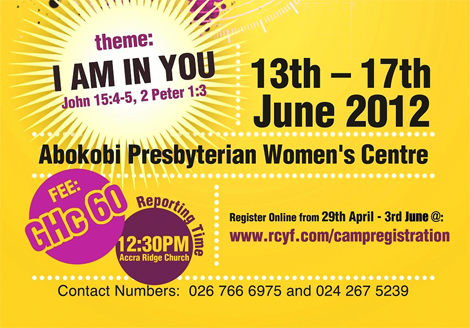 theme:
I AM IN YOU
John 15:4-5, 2 Peter 1:3
13th – 17th
June 2012
Abokobi Presbyterian Women's Centre
FEE:
GHc 60
Reporting Time
12:30PM
Accra Ridge Church
Register Online from 29th April - 3rd June @:
www.rcyf.com/campregistration
Contact Numbers: 026 766 6975 and 024 267 5239